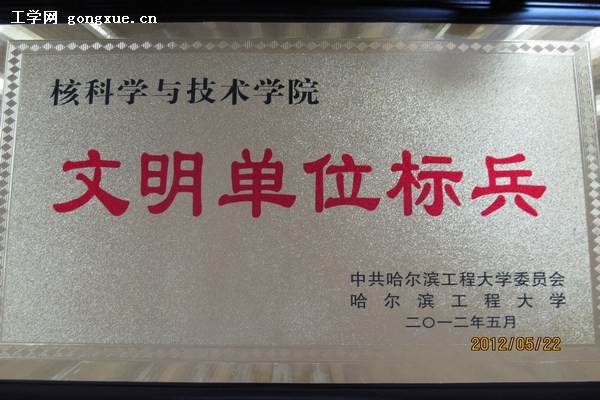 工学网 gongxue.cn
核科学与技术学院
文明单位标兵
中共哈尔滨工程大学委员会
哈尔滨工程大学
二〇一二年五月
2012/05/22